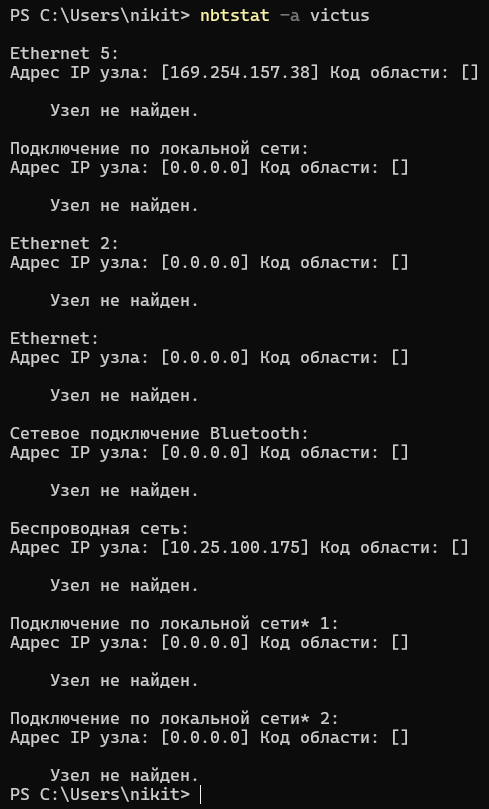 PS C:\Users\nikit> nbtstat -a victus
Ethernet 5:
Адрес IP узла: [169.254.157.38] Код области: []
Узел не найден.
Подключение по локальной сети:
Адрес IP узла: [0.0.0.0] Код области: []
Узел не найден.
Ethernet 2:
Адрес IP узла: [0.0.0.0] Код области: []
Узел не найден.
Ethernet:
Адрес IP узла: [0.0.0.0] Код области: []
Узел не найден.
Сетевое подключение Bluetooth:
Адрес IP узла: [0.0.0.0] Код области: []
Узел не найден.
Беспроводная сеть:
Адрес IP узла: [10.25.100.175] Код области: []
Узел не найден.
Подключение по локальной сети* 1:
Адрес IP узла: [0.0.0.0] Код области: []
Узел не найден.
Подключение по локальной сети* 2:
Адрес IP узла: [0.0.0.0] Код области: []
Узел не найден.
PS C:\Users\nikit>